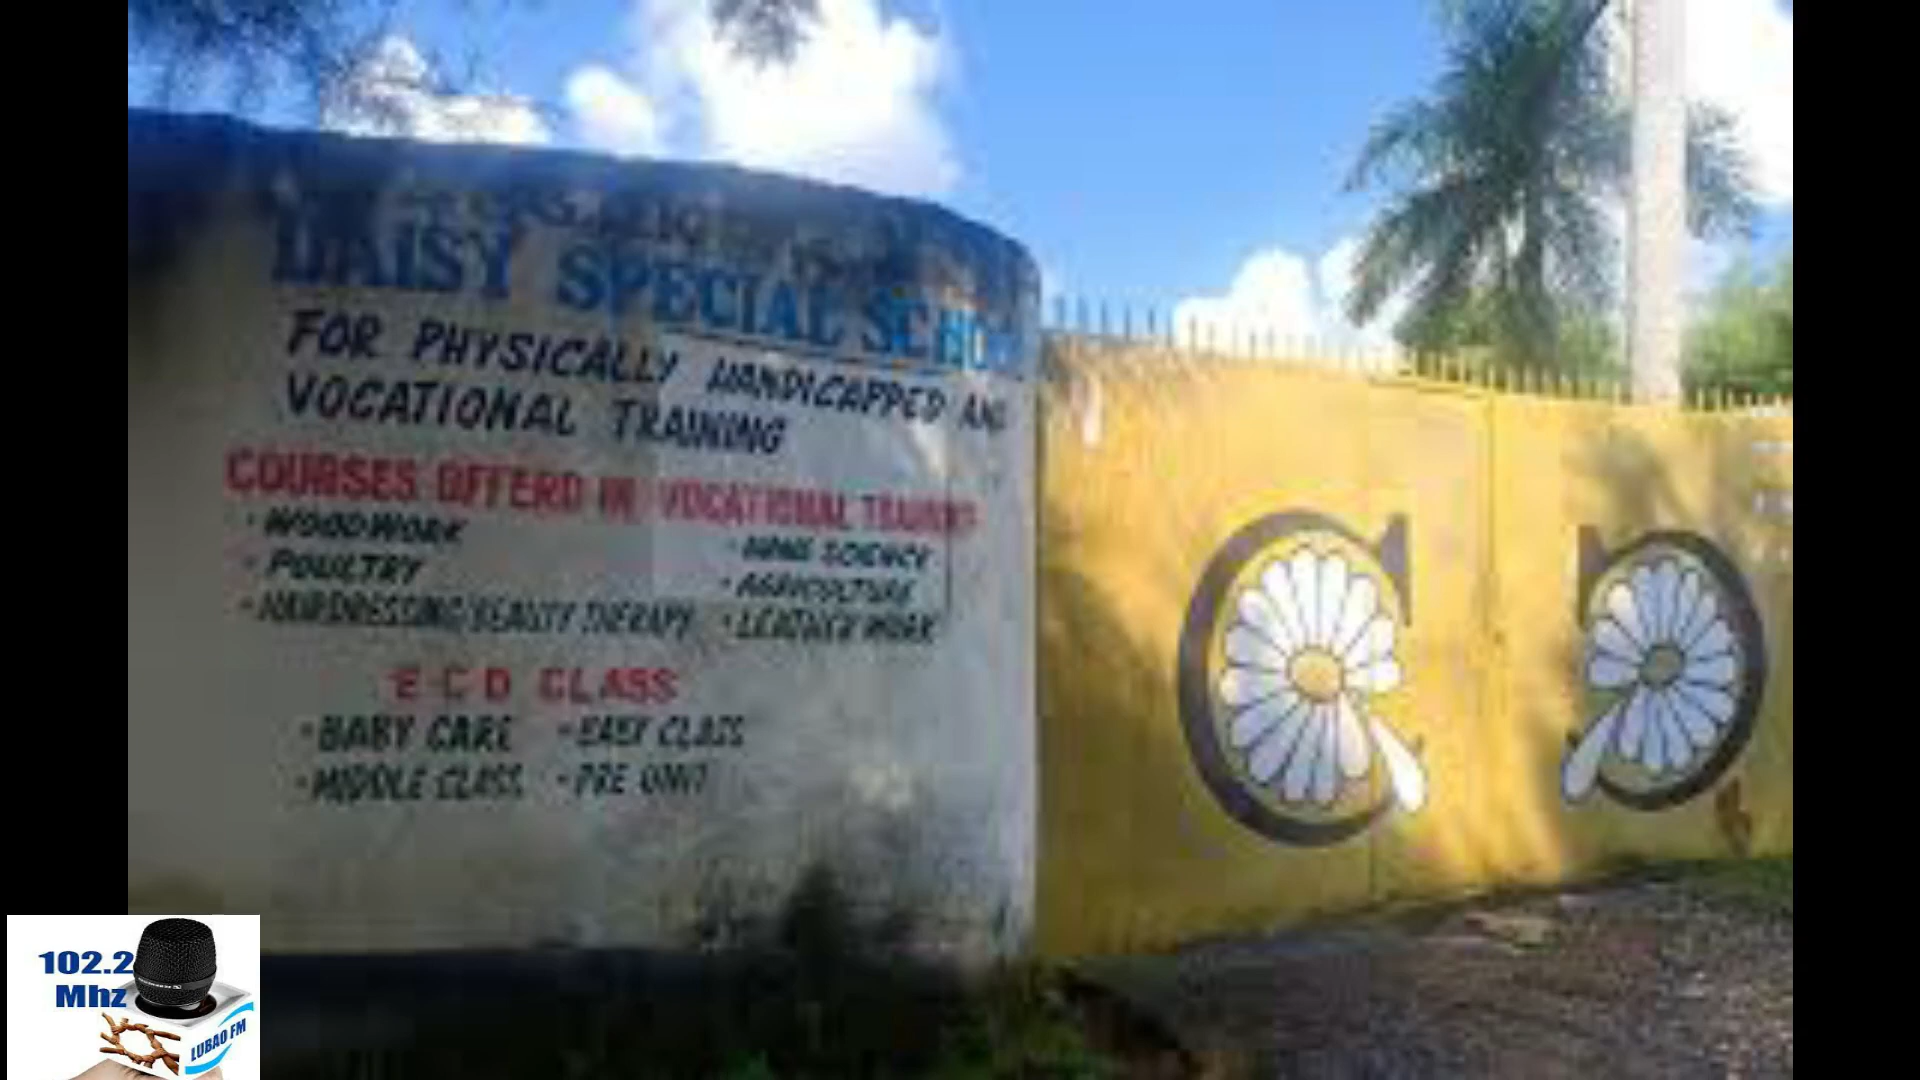 DAISY SPECIAL SCHOO
FOR PHYSICALLY HANDICAPPED AND
VOCATIONAL TRAINING
COURSES OFFERD IN VOCATIONAL TRAINING
· WOODWORK
· HOME SCIENCE
· POULTRY
· AGRICULTURE
· HAIRDRESSING/BEAUTY THERAPY
· LEATHER WORK
E C D CLASS
· BABY CARE · EASY CLASS
· MIDDLE CLASS · PRE UNIT
102.2
Mhz
LUBAO FM